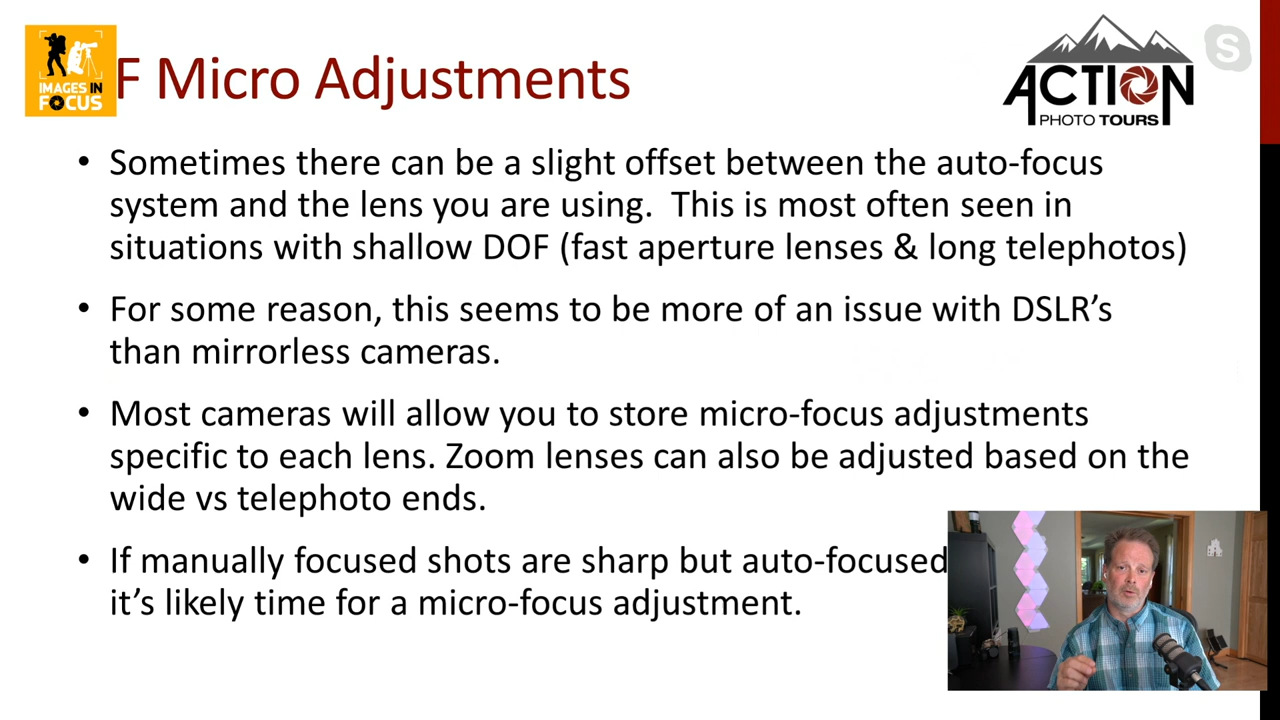 IMAGES IN
FOCUS
F Micro Adjustments
ACTION
PHOTO TOURS
S
• Sometimes there can be a slight offset between the auto-focus
system and the lens you are using.  This is most often seen in
situations with shallow DOF (fast aperture lenses & long telephotos)
• For some reason, this seems to be more of an issue with DSLR’s
than mirrorless cameras.
• Most cameras will allow you to store micro-focus adjustments
specific to each lens. Zoom lenses can also be adjusted based on the
wide vs telephoto ends.
• If manually focused shots are sharp but auto-focused
it’s likely time for a micro-focus adjustment.